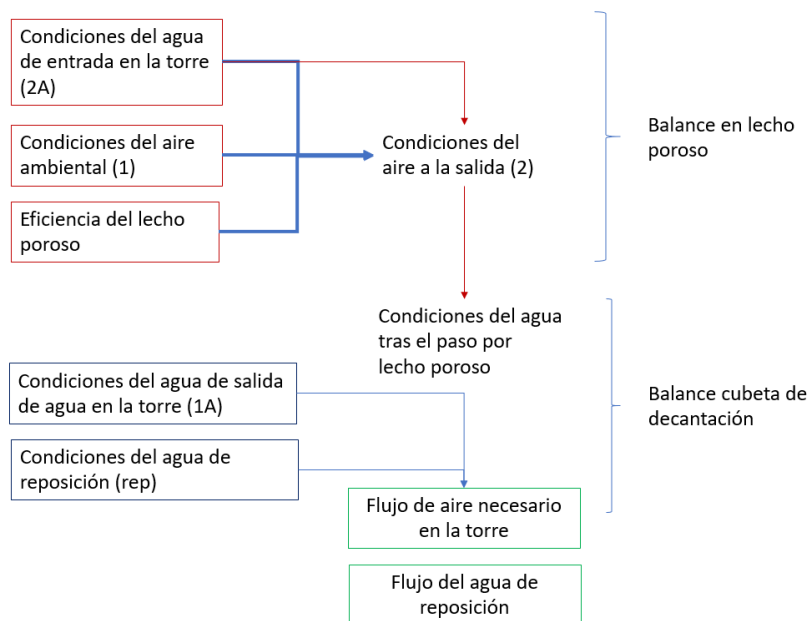 Condiciones del agua
de entrada en la torre
(2A)
Condiciones del aire
ambiental (1)
Eficiencia del lecho
poroso
Condiciones del
aire a la salida (2)
Balance en lecho
poroso
Condiciones del agua
tras el paso por
lecho poroso
Condiciones del agua de salida
de agua en la torre (1A)
Condiciones del agua de
reposición (rep)
Balance cubeta de
decantación
Flujo de aire necesario
en la torre
Flujo del agua de
reposición